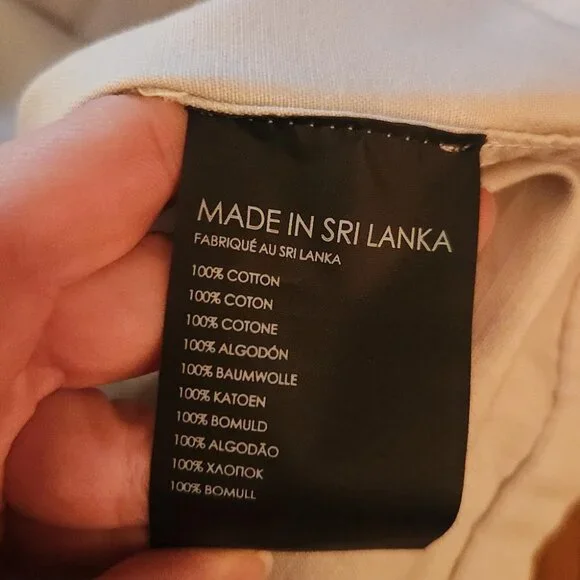 MADE IN SRI LANKA
FABRIQUÉ AU SRI LANKA
100% COTTON
100% COTON
100% COTONE
100% ALGODÓN
100% BAUMWOLLE
100% KATOEN
100% BOMULD
100% ALGODÃO
100% ХЛОПОК
100% BOMULL